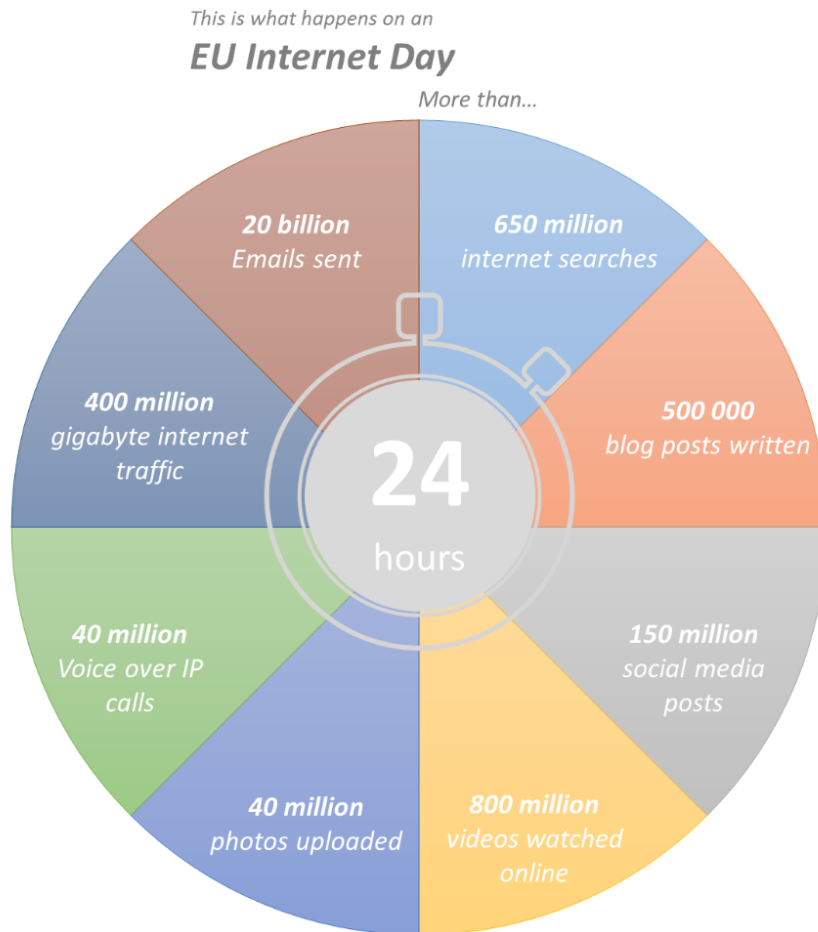 This is what happens on an
EU Internet Day
More than...
650 million
internet searches
500 000
blog posts written
150 million
social media
posts
800 million
videos watched
online
40 million
photos uploaded
40 million
Voice over IP
calls
400 million
gigabyte internet
traffic
20 billion
Emails sent
24
hours